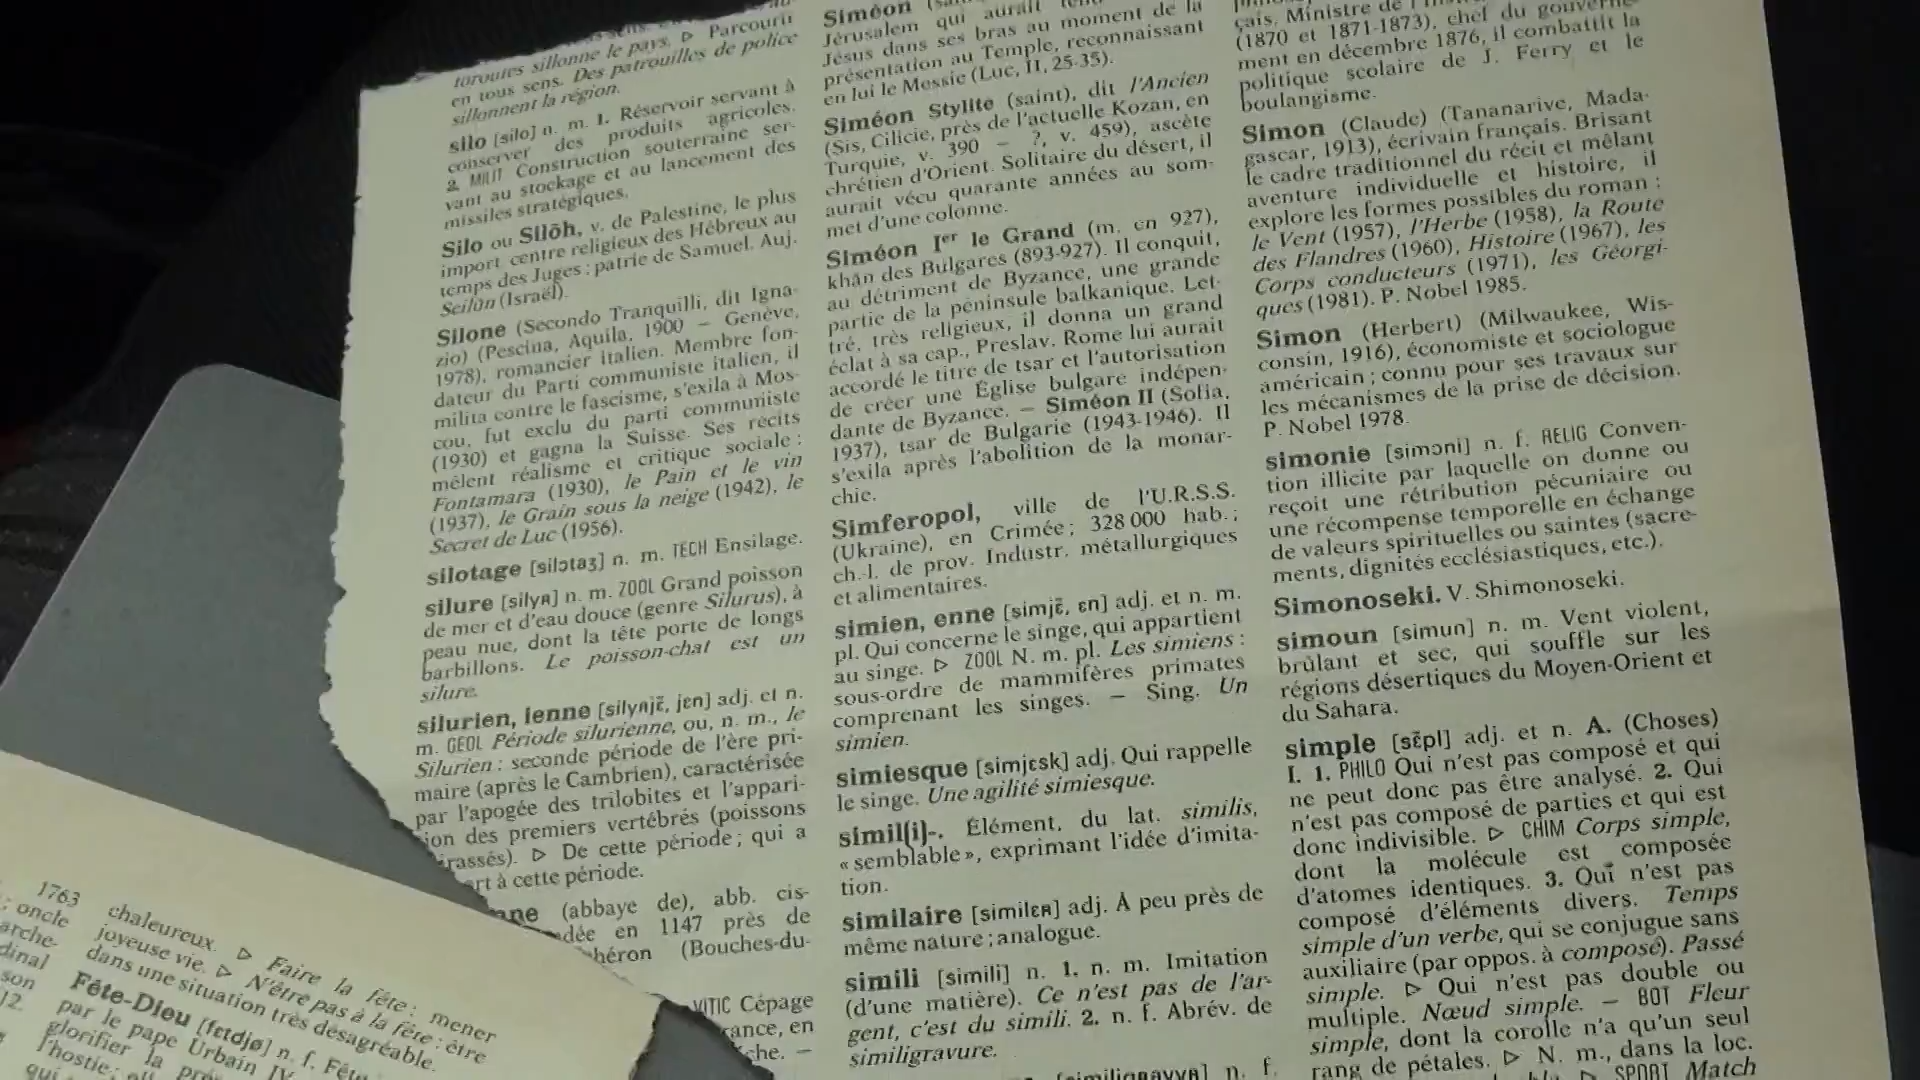 toroutes sillonne le pays. ▷ Parcourir
en tous sens. Des patrouilles de police
sillonnent la région.
silo [silo] n. m. 1. Réservoir servant à
conserver des produits agricoles.
2. MILIT Construction souterraine ser-
vant au stockage et au lancement des
missiles stratégiques.
Silo ou Silōh, v. de Palestine, le plus
import centre religieux des Hébreux au
temps des Juges ; patrie de Samuel. Auj.
Seilûn (Israël).
Silone (Secondo Tranquilli, dit Igna-
zio) (Pescina, Aquila, 1900 – Genève,
1978), romancier italien. Membre fon-
dateur du Parti communiste italien, il
milita contre le fascisme, s'exila à Mos-
cou, fut exclu du parti communiste
(1930) et gagna la Suisse. Ses récits
mêlent réalisme et critique sociale :
Fontamara (1930), le Pain et le vin
(1937), le Grain sous la neige (1942), le
Secret de Luc (1956).
silotage [silɔtaʒ] n. m. TECH Ensilage.
silure [silyʀ] n. m. ZOOL Grand poisson
de mer et d'eau douce (genre Silurus), à
peau nue, dont la tête porte de longs
barbillons. Le poisson-chat est un
silure.
silurien, ienne [silyʀjɛ̃, jɛn] adj. et n.
m. GEOL Période silurienne, ou, n. m., le
Silurien : seconde période de l'ère pri-
maire (après le Cambrien), caractérisée
par l'apogée des trilobites et l'appari-
ion des premiers vertébrés (poissons
irassés). ▷ De cette période ; qui a
rt à cette période.
ane (abbaye de), abb. cis-
dée en 1147 près de
héron (Bouches-du-
VITIC Cépage
rance, en
che. –
Siméon
Jérusalem qui aurait tenu
Jésus dans ses bras au moment de la
présentation au Temple, reconnaissant
en lui le Messie (Luc, II, 25-35).
Siméon Stylite (saint), dit l'Ancien
(Sis, Cilicie, près de l'actuelle Kozan, en
Turquie, v. 390 – ?, v. 459), ascète
chrétien d'Orient. Solitaire du désert, il
aurait vécu quarante années au som-
met d'une colonne.
Siméon Ier le Grand (m. en 927),
khân des Bulgares (893-927). Il conquit,
au détriment de Byzance, une grande
partie de la péninsule balkanique. Let-
tré, très religieux, il donna un grand
éclat à sa cap., Preslav. Rome lui aurait
accordé le titre de tsar et l'autorisation
de créer une Église bulgare indépen-
dante de Byzance. – Siméon II (Sofia,
1937), tsar de Bulgarie (1943-1946). Il
s'exila après l'abolition de la monar-
chie.
Simferopol, ville de l'U.R.S.S.
(Ukraine), en Crimée ; 328 000 hab. ;
ch.-l. de prov. Industr. métallurgiques
et alimentaires.
simien, enne [simjɛ̃, ɛn] adj. et n. m.
pl. Qui concerne le singe, qui appartient
au singe. ▷ ZOOL N. m. pl. Les simiens :
sous-ordre de mammifères primates
comprenant les singes. – Sing. Un
simien.
simiesque [simjɛsk] adj. Qui rappelle
le singe. Une agilité simiesque.
simil(i)-. Élément, du lat. similis,
« semblable », exprimant l'idée d'imita-
tion.
similaire [similɛʀ] adj. À peu près de
même nature ; analogue.
simili [simili] n. 1. n. m. Imitation
(d'une matière). Ce n'est pas de l'ar-
gent, c'est du simili. 2. n. f. Abrév. de
similigravure.
[similigʀavyʀ] n. f.
çais. Ministre de
(1870 et 1871-1873), chef du gouverne-
ment en décembre 1876, il combattit la
politique scolaire de J. Ferry et le
boulangisme.
Simon (Claude) (Tananarive, Mada-
gascar, 1913), écrivain français. Brisant
le cadre traditionnel du récit et mêlant
aventure individuelle et histoire, il
explore les formes possibles du roman :
le Vent (1957), l'Herbe (1958), la Route
des Flandres (1960), Histoire (1967), les
Corps conducteurs (1971), les Géorgi-
ques (1981). P. Nobel 1985.
Simon (Herbert) (Milwaukee, Wis-
consin, 1916), économiste et sociologue
américain ; connu pour ses travaux sur
les mécanismes de la prise de décision.
P. Nobel 1978.
simonie [simɔni] n. f. RELIG Conven-
tion illicite par laquelle on donne ou
reçoit une rétribution pécuniaire ou
une récompense temporelle en échange
de valeurs spirituelles ou saintes (sacre-
ments, dignités ecclésiastiques, etc.).
Simonoseki. V. Shimonoseki.
simoun [simun] n. m. Vent violent,
brûlant et sec, qui souffle sur les
régions désertiques du Moyen-Orient et
du Sahara.
simple [sɛ̃pl] adj. et n. A. (Choses)
I. 1. PHILO Qui n'est pas composé et qui
ne peut donc pas être analysé. 2. Qui
n'est pas composé de parties et qui est
donc indivisible. ▷ CHIM Corps simple,
dont la molécule est composée
d'atomes identiques. 3. Qui n'est pas
composé d'éléments divers. Temps
simple d'un verbe, qui se conjugue sans
auxiliaire (par oppos. à composé). Passé
simple. ▷ Qui n'est pas double ou
multiple. Nœud simple. – BOT Fleur
simple, dont la corolle n'a qu'un seul
rang de pétales. ▷ N. m., dans la loc.
▷ SPORT Match
1763
; oncle
arche-
dinal
son
12.
chaleureux. ▷ Faire la fête : mener
joyeuse vie. ▷ N'être pas à la fête : être
dans une situation très désagréable.
Fête-Dieu [fɛtdjø] n. f. Fête
par le pape Urbain IV
glorifier la
l'hostie ;
qui